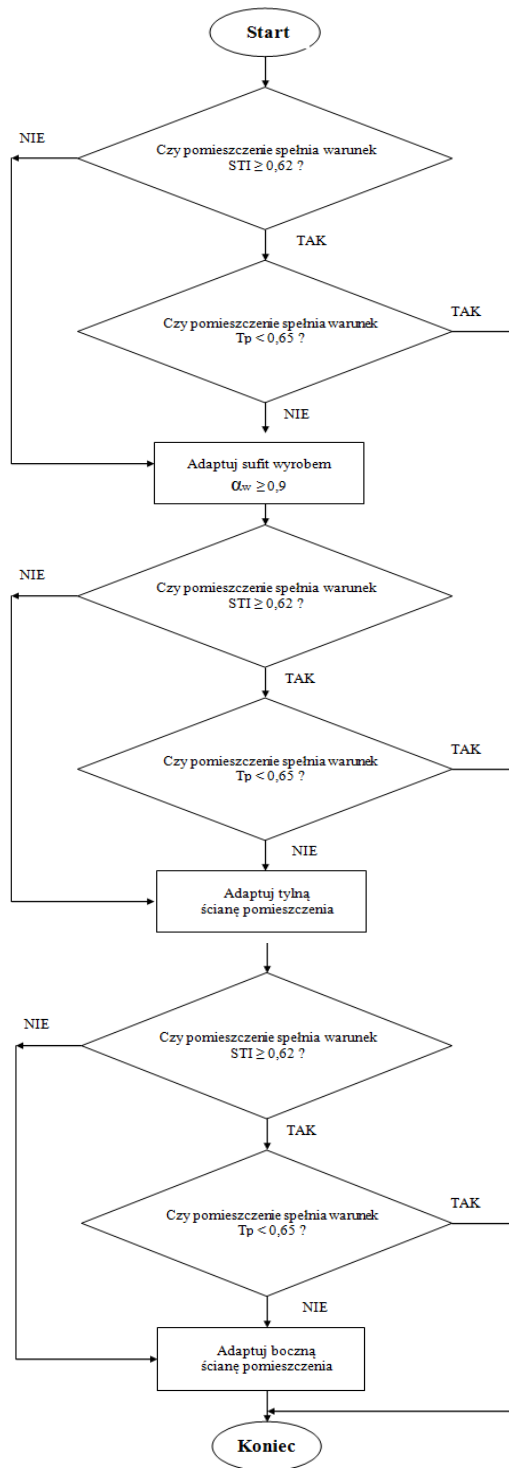 Start
NIE
Czy pomieszczenie spełnia warunek
STI ≥ 0,62 ?
TAK
Czy pomieszczenie spełnia warunek
Tp < 0,65 ?
TAK
NIE
Adaptuj sufit wyrobem
αw ≥ 0,9
NIE
Czy pomieszczenie spełnia warunek
STI ≥ 0,62 ?
TAK
Czy pomieszczenie spełnia warunek
Tp < 0,65 ?
TAK
NIE
Adaptuj tylną
ścianę pomieszczenia
NIE
Czy pomieszczenie spełnia warunek
STI ≥ 0,62 ?
TAK
Czy pomieszczenie spełnia warunek
Tp < 0,65 ?
TAK
NIE
Adaptuj boczną
ścianę pomieszczenia
Koniec